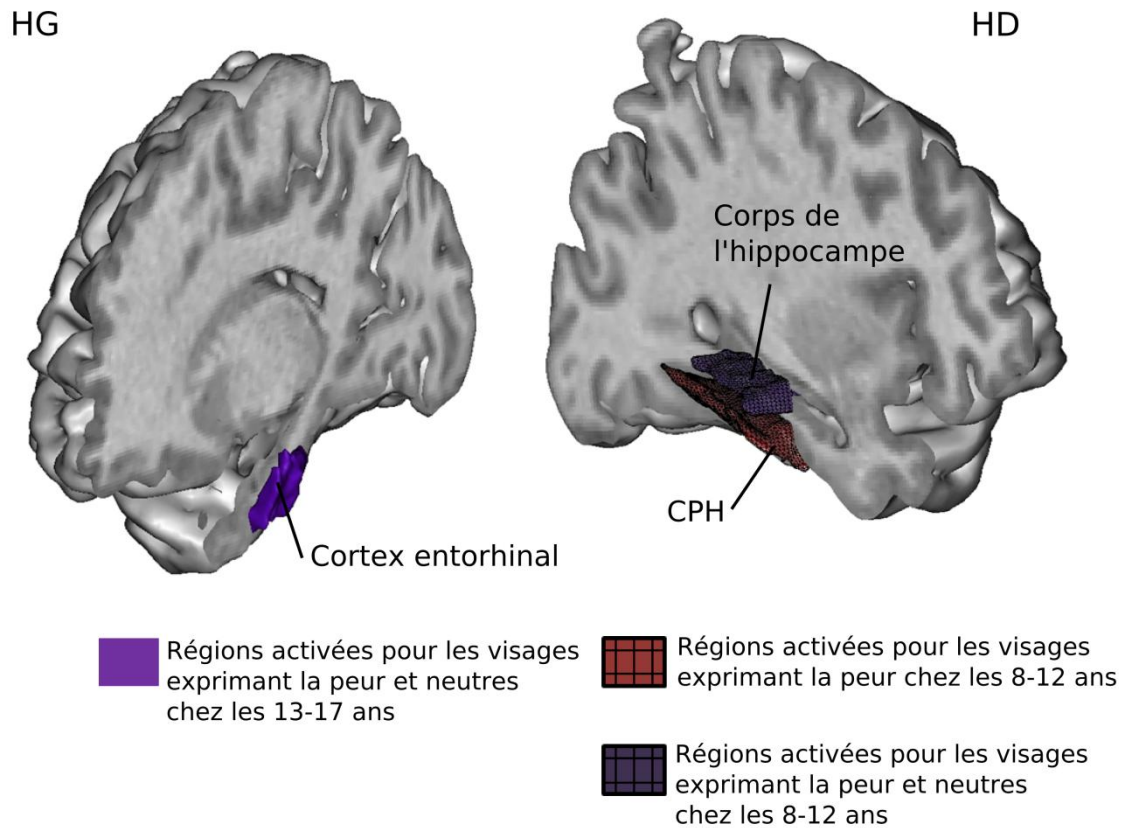 HG
HD
Corps de
l'hippocampe
CPH
Cortex entorhinal
Régions activées pour les visages
exprimant la peur et neutres
chez les 13-17 ans
Régions activées pour les visages
exprimant la peur chez les 8-12 ans
Régions activées pour les visages
exprimant la peur et neutres
chez les 8-12 ans